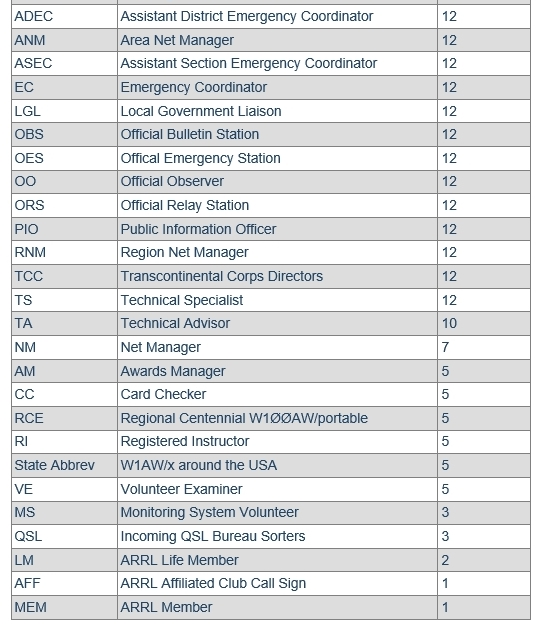 ADEC Assistant District Emergency Coordinator 12
ANM Area Net Manager 12
ASEC Assistant Section Emergency Coordinator 12
EC Emergency Coordinator 12
LGL Local Government Liaison 12
OBS Official Bulletin Station 12
OES Offical Emergency Station 12
OO Official Observer 12
ORS Official Relay Station 12
PIO Public Information Officer 12
RNM Region Net Manager 12
TCC Transcontinental Corps Directors 12
TS Technical Specialist 12
TA Technical Advisor 10
NM Net Manager 7
AM Awards Manager 5
CC Card Checker 5
RCE Regional Centennial W1ØØAW/portable 5
RI Registered Instructor 5
State Abbrev W1AW/x around the USA 5
VE Volunteer Examiner 5
MS Monitoring System Volunteer 3
QSL Incoming QSL Bureau Sorters 3
LM ARRL Life Member 2
AFF ARRL Affiliated Club Call Sign 1
MEM ARRL Member 1